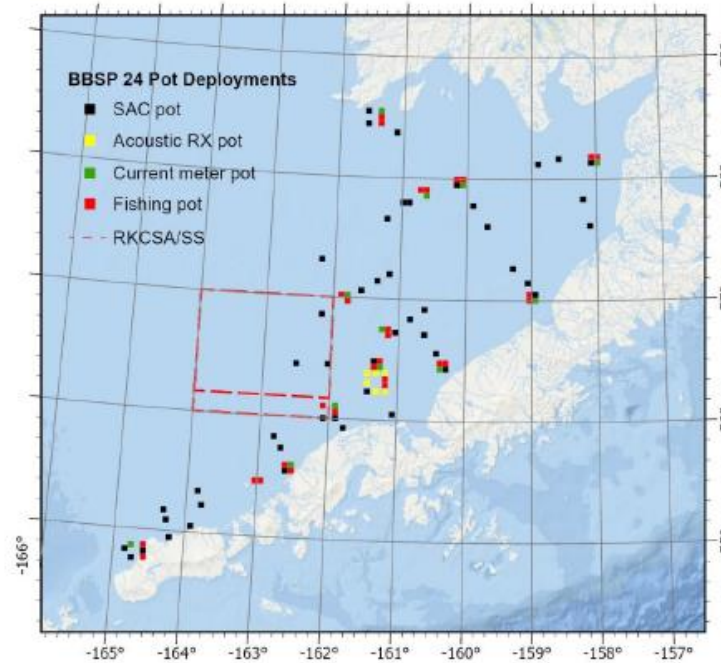 BBSP 24 Pot Deployments
SAC pot
Acoustic RX pot
Current meter pot
Fishing pot
RKCSA/SS
-166°
-165° -164° -163° -162° -161° -160° -159° -158° -157°